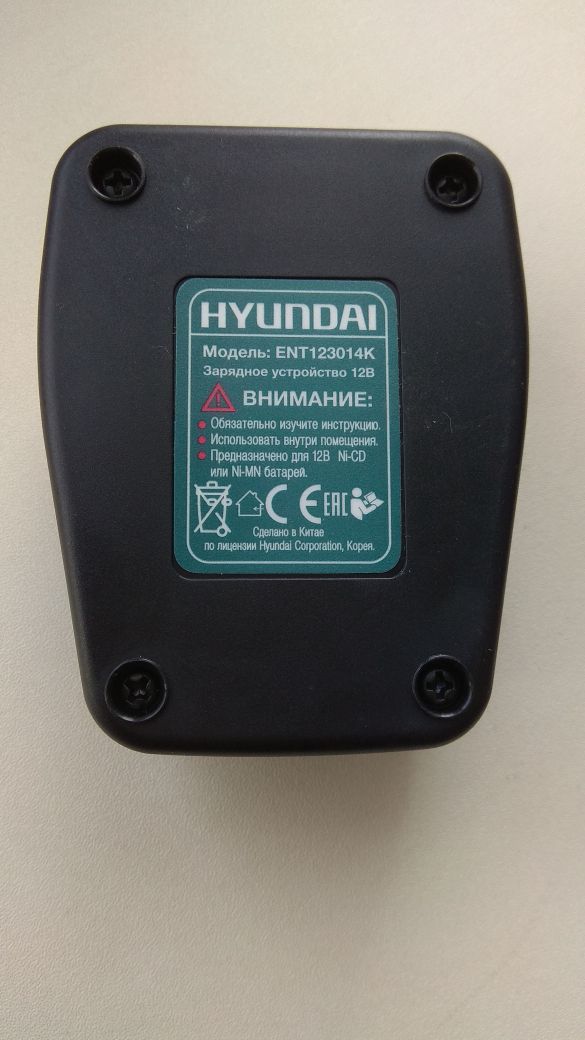 HYUNDAI
Модель: ENT123014K
Зарядное устройство 12В
ВНИМАНИЕ:
Обязательно изучите инструкцию.
Использовать внутри помещения.
Предназначено для 12В Ni-CD
или Ni-MN батарей.
CE EAC
Сделано в Китае
по лицензии Hyundai Corporation, Корея.